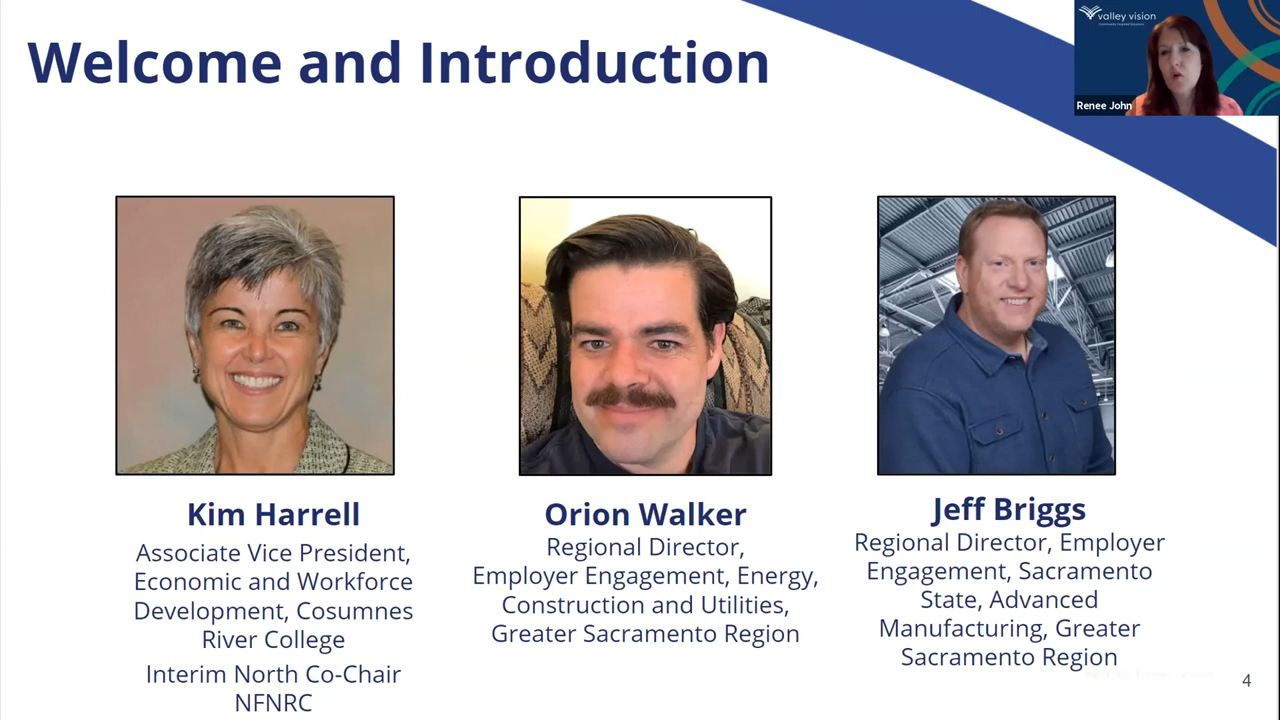 Welcome and Introduction
valley vision
Renee John
Kim Harrell
Associate Vice President,
Economic and Workforce
Development, Cosumnes
River College
Interim North Co-Chair
NFNRC
Orion Walker
Regional Director,
Employer Engagement, Energy,
Construction and Utilities,
Greater Sacramento Region
Jeff Briggs
Regional Director, Employer
Engagement, Sacramento
State, Advanced
Manufacturing, Greater
Sacramento Region
4